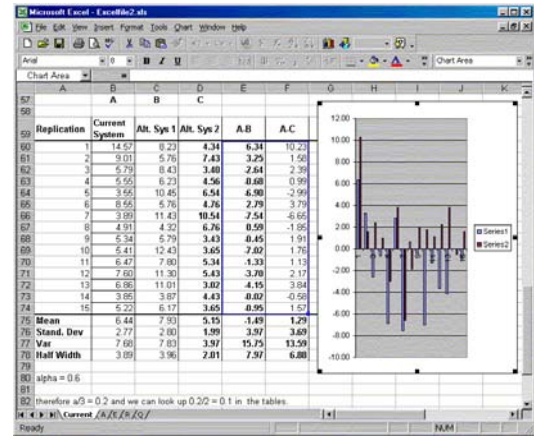 Microsoft Excel - Excelfile2.xls
File Edit View Insert Format Tools Chart Window Help
Arial 8 B I U Chart Area
Chart Area =
A B C D E F G H I J K
57 A B C
58
59 Replication Current System Alt. Sys 1 Alt. Sys 2 A-B A-C
60 1 14.57 8.23 4.34 6.34 10.23
61 2 9.01 5.76 7.43 3.25 1.58
62 3 5.79 8.43 3.40 -2.64 2.39
63 4 5.55 6.23 4.56 -0.68 0.99
64 5 3.55 10.45 6.54 -6.90 -2.99
65 6 8.55 5.76 4.76 2.79 3.79
66 7 3.89 11.43 10.54 -7.54 -6.65
67 8 4.91 4.32 6.76 0.59 -1.85
68 9 5.34 5.79 3.43 -0.45 1.91
69 10 5.41 12.43 3.65 -7.02 1.76
70 11 6.47 7.80 5.34 -1.33 1.13
71 12 7.60 11.30 5.43 -3.70 2.17
72 13 6.86 11.01 3.02 -4.15 3.84
73 14 3.85 3.87 4.43 -0.02 -0.58
74 15 5.22 6.17 3.65 -0.95 1.57
75 Mean 6.44 7.93 5.15 -1.49 1.29
76 Stand. Dev 2.77 2.80 1.99 3.97 3.69
77 Var 7.68 7.83 3.97 15.75 13.59
78 Half Width 3.89 3.96 2.01 7.97 6.88
79
80 alpha = 0.6
81
82 therefore a/3 = 0.2 and we can look up 0.2/2 = 0.1 in the tables.
12.00
10.00
8.00
6.00
4.00
2.00
0.00
-2.00
-4.00
-6.00
-8.00
-10.00
Series1
Series2
Current / A / E / R / Q /
Ready NUM